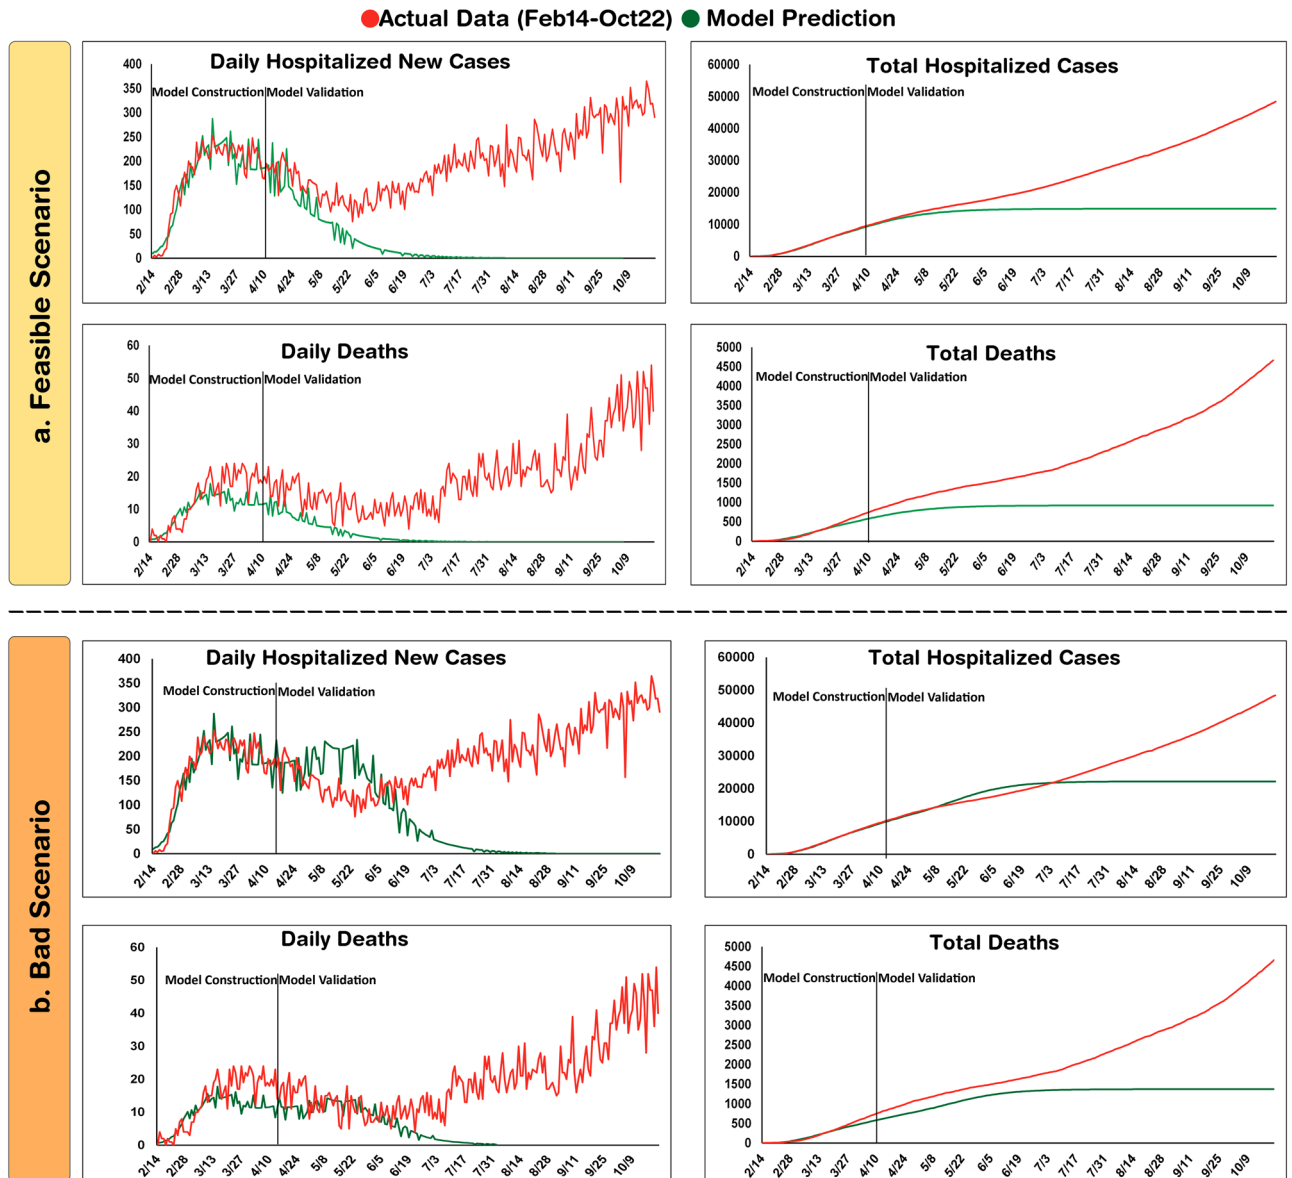 Actual Data (Feb14-Oct22) Model Prediction
a. Feasible Scenario
Daily Hospitalized New Cases
Model Construction Model Validation
400
350
300
250
200
150
100
50
0
2/14 2/28 3/13 3/27 4/10 4/24 5/8 5/22 6/5 6/19 7/3 7/17 7/31 8/14 8/28 9/11 9/25 10/9
Total Hospitalized Cases
Model Construction Model Validation
60000
50000
40000
30000
20000
10000
0
2/14 2/28 3/13 3/27 4/10 4/24 5/8 5/22 6/5 6/19 7/3 7/17 7/31 8/14 8/28 9/11 9/25 10/9
Daily Deaths
Model Construction Model Validation
60
50
40
30
20
10
0
2/14 2/28 3/13 3/27 4/10 4/24 5/8 5/22 6/5 6/19 7/3 7/17 7/31 8/14 8/28 9/11 9/25 10/9
Total Deaths
Model Construction Model Validation
5000
4500
4000
3500
3000
2500
2000
1500
1000
500
0
2/14 2/28 3/13 3/27 4/10 4/24 5/8 5/22 6/5 6/19 7/3 7/17 7/31 8/14 8/28 9/11 9/25 10/9
b. Bad Scenario
Daily Hospitalized New Cases
Model Construction Model Validation
400
350
300
250
200
150
100
50
0
2/14 2/28 3/13 3/27 4/10 4/24 5/8 5/22 6/5 6/19 7/3 7/17 7/31 8/14 8/28 9/11 9/25 10/9
Total Hospitalized Cases
Model Construction Model Validation
60000
50000
40000
30000
20000
10000
0
2/14 2/28 3/13 3/27 4/10 4/24 5/8 5/22 6/5 6/19 7/3 7/17 7/31 8/14 8/28 9/11 9/25 10/9
Daily Deaths
Model Construction Model Validation
60
50
40
30
20
10
0
2/14 2/28 3/13 3/27 4/10 4/24 5/8 5/22 6/5 6/19 7/3 7/17 7/31 8/14 8/28 9/11 9/25 10/9
Total Deaths
Model Construction Model Validation
5000
4500
4000
3500
3000
2500
2000
1500
1000
500
0
2/14 2/28 3/13 3/27 4/10 4/24 5/8 5/22 6/5 6/19 7/3 7/17 7/31 8/14 8/28 9/11 9/25 10/9